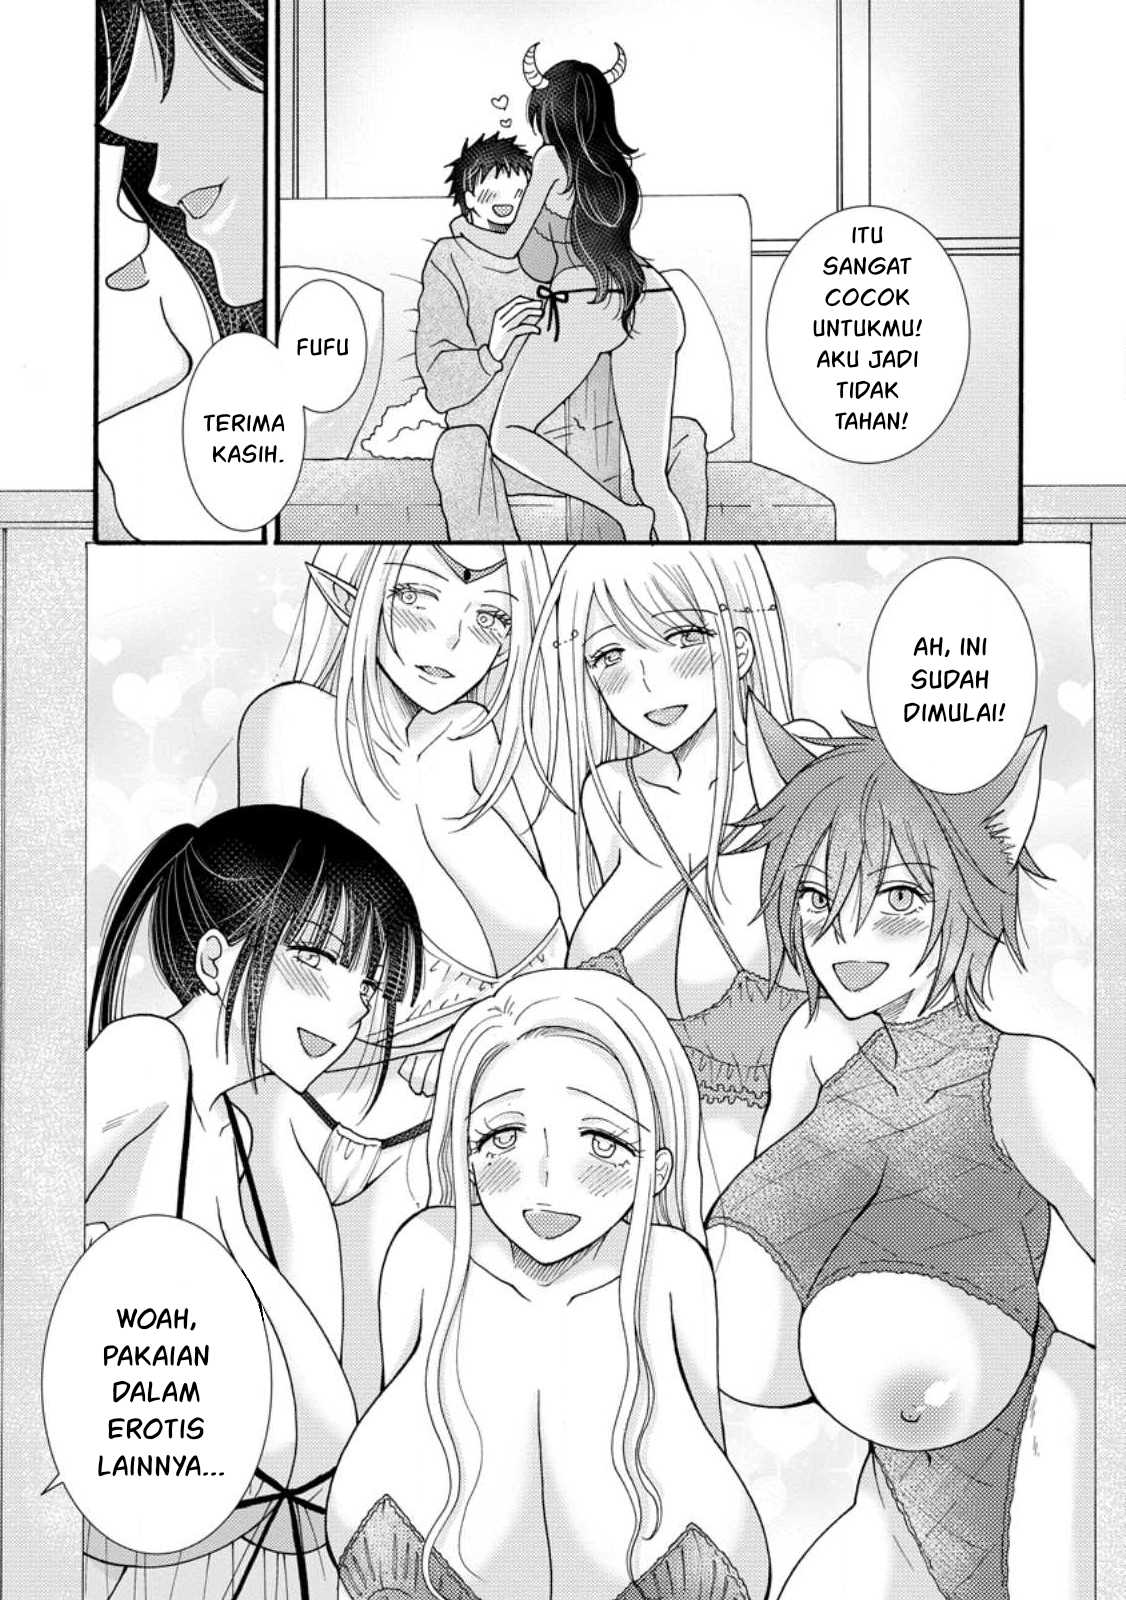 ITU
SANGAT
COCOK
UNTUKMU!
AKU JADI
TIDAK
TAHAN!
FUFU
TERIMA
KASIH.
AH, INI
SUDAH
DIMULAI!
WOAH,
PAKAIAN
DALAM
EROTIS
LAINNYA...